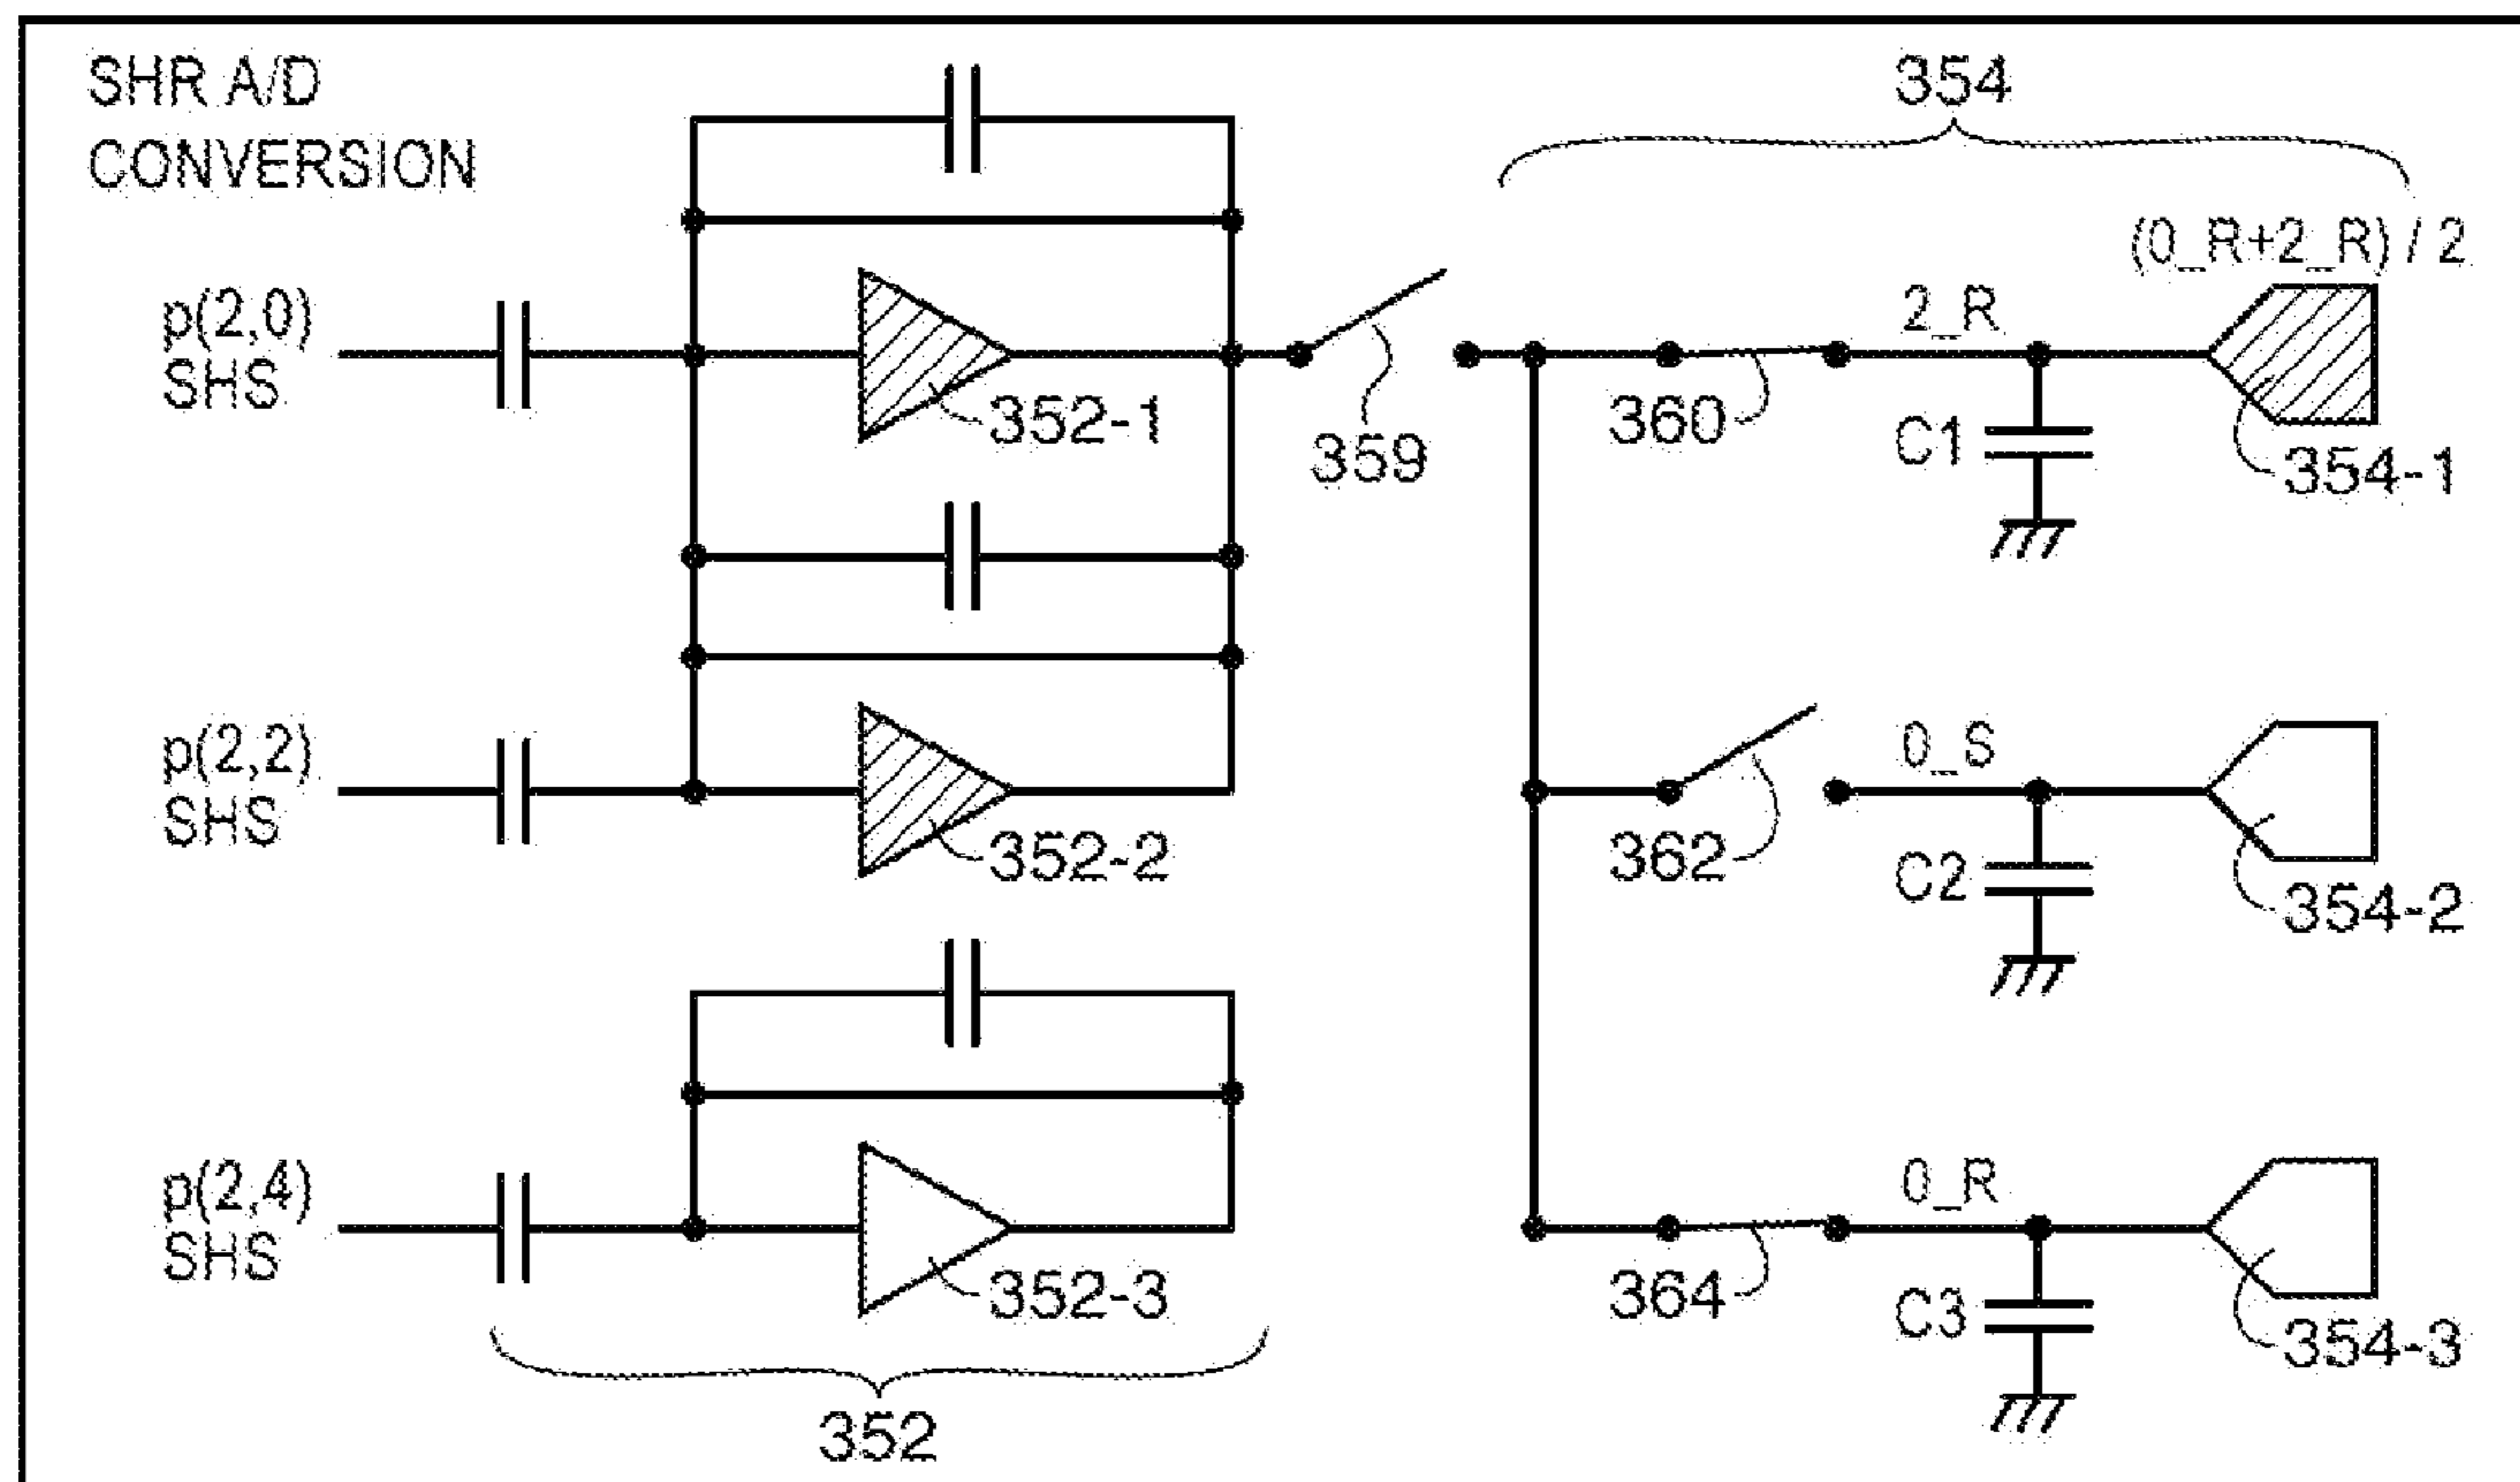 SHR A/D
CONVERSION
354
(0_R+2_R) / 2
p(2,0)
SHS
352-1
359
2_R
360
C1
354-1
p(2,2)
SHS
352-2
0_S
362
C2
354-2
p(2,4)
SHS
352-3
0_R
364
C3
354-3
352